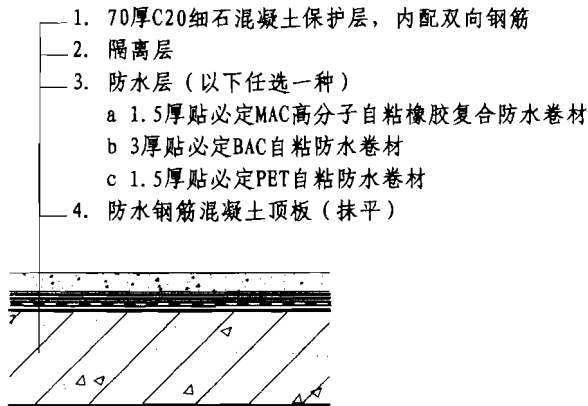 1. 70厚C20细石混凝土保护层，内配双向钢筋
2. 隔离层
3. 防水层（以下任选一种）
a 1.5厚贴必定MAC高分子自粘橡胶复合防水卷材
b 3厚贴必定BAC自粘防水卷材
c 1.5厚贴必定PET自粘防水卷材
4. 防水钢筋混凝土顶板（抹平）